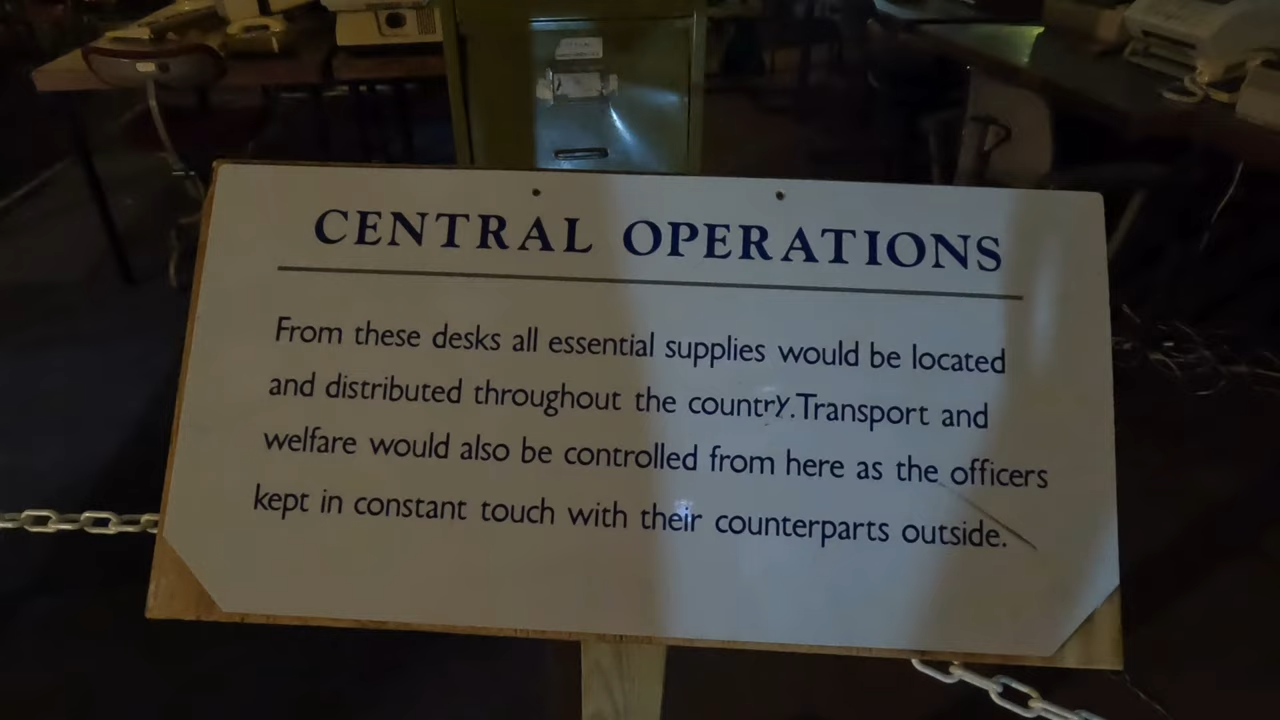 CENTRAL OPERATIONS
From these desks all essential supplies would be located
and distributed throughout the country. Transport and
welfare would also be controlled from here as the officers
kept in constant touch with their counterparts outside.